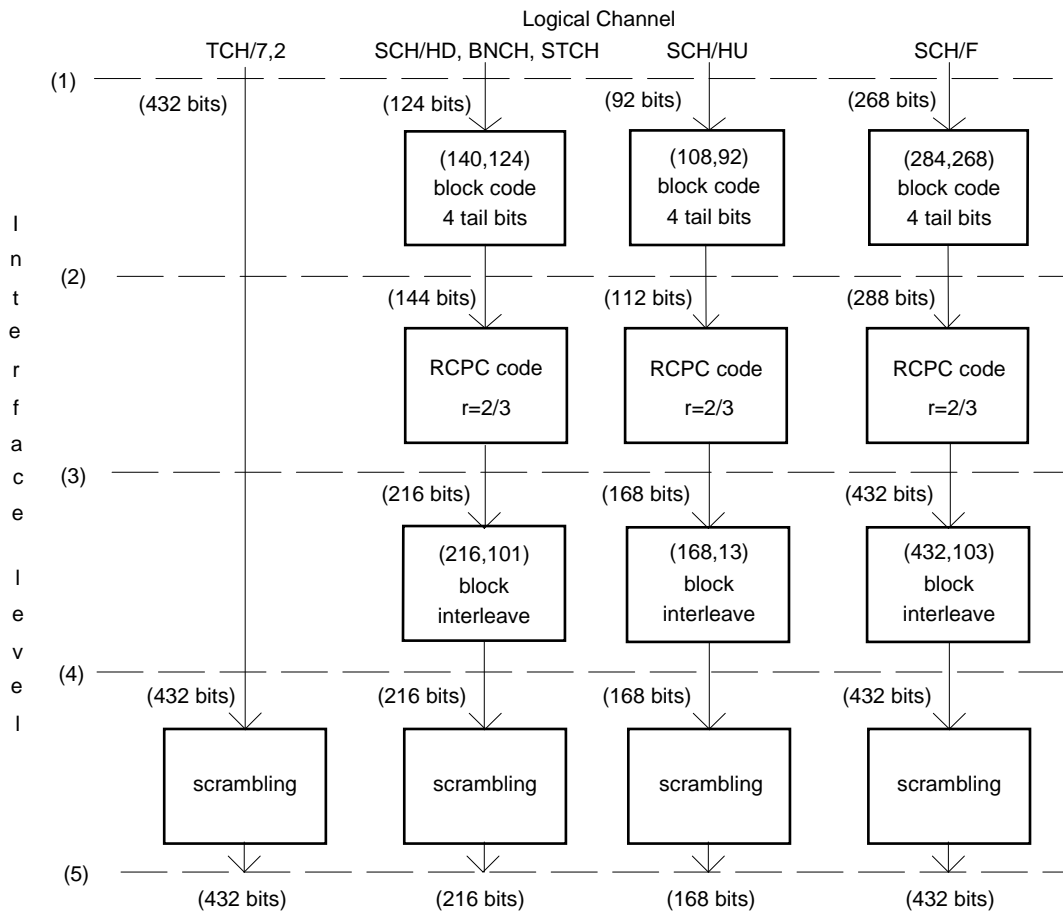 Logical Channel
TCH/7,2 SCH/HD, BNCH, STCH SCH/HU SCH/F
(1)
(432 bits) (124 bits) (92 bits) (268 bits)
(140,124) (108,92) (284,268)
block code block code block code
4 tail bits 4 tail bits 4 tail bits
(2)
(144 bits) (112 bits) (288 bits)
RCPC code RCPC code RCPC code
r=2/3 r=2/3 r=2/3
(3)
(216 bits) (168 bits) (432 bits)
(216,101) (168,13) (432,103)
block block block
interleave interleave interleave
(4)
(432 bits) (216 bits) (168 bits) (432 bits)
scrambling scrambling scrambling scrambling
(5)
(432 bits) (216 bits) (168 bits) (432 bits)
Interface level